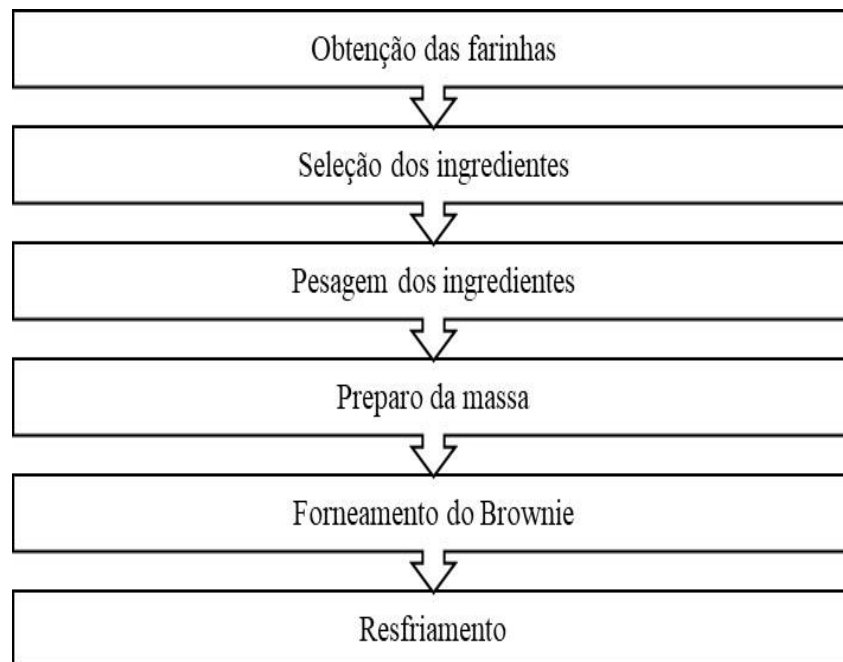 Obtenção das farinhas
Seleção dos ingredientes
Pesagem dos ingredientes
Preparo da massa
Forneamento do Brownie
Resfriamento